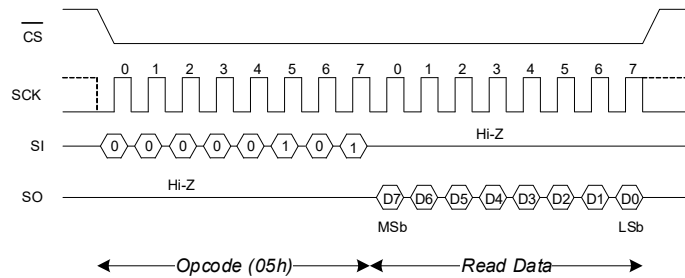 CS
0 1 2 3 4 5 6 7 0 1 2 3 4 5 6 7
SCK
Hi-Z
SI 0 0 0 0 0 1 0 1
Hi-Z
SO D7 D6 D5 D4 D3 D2 D1 D0
MSb LSb
Opcode (05h) Read Data